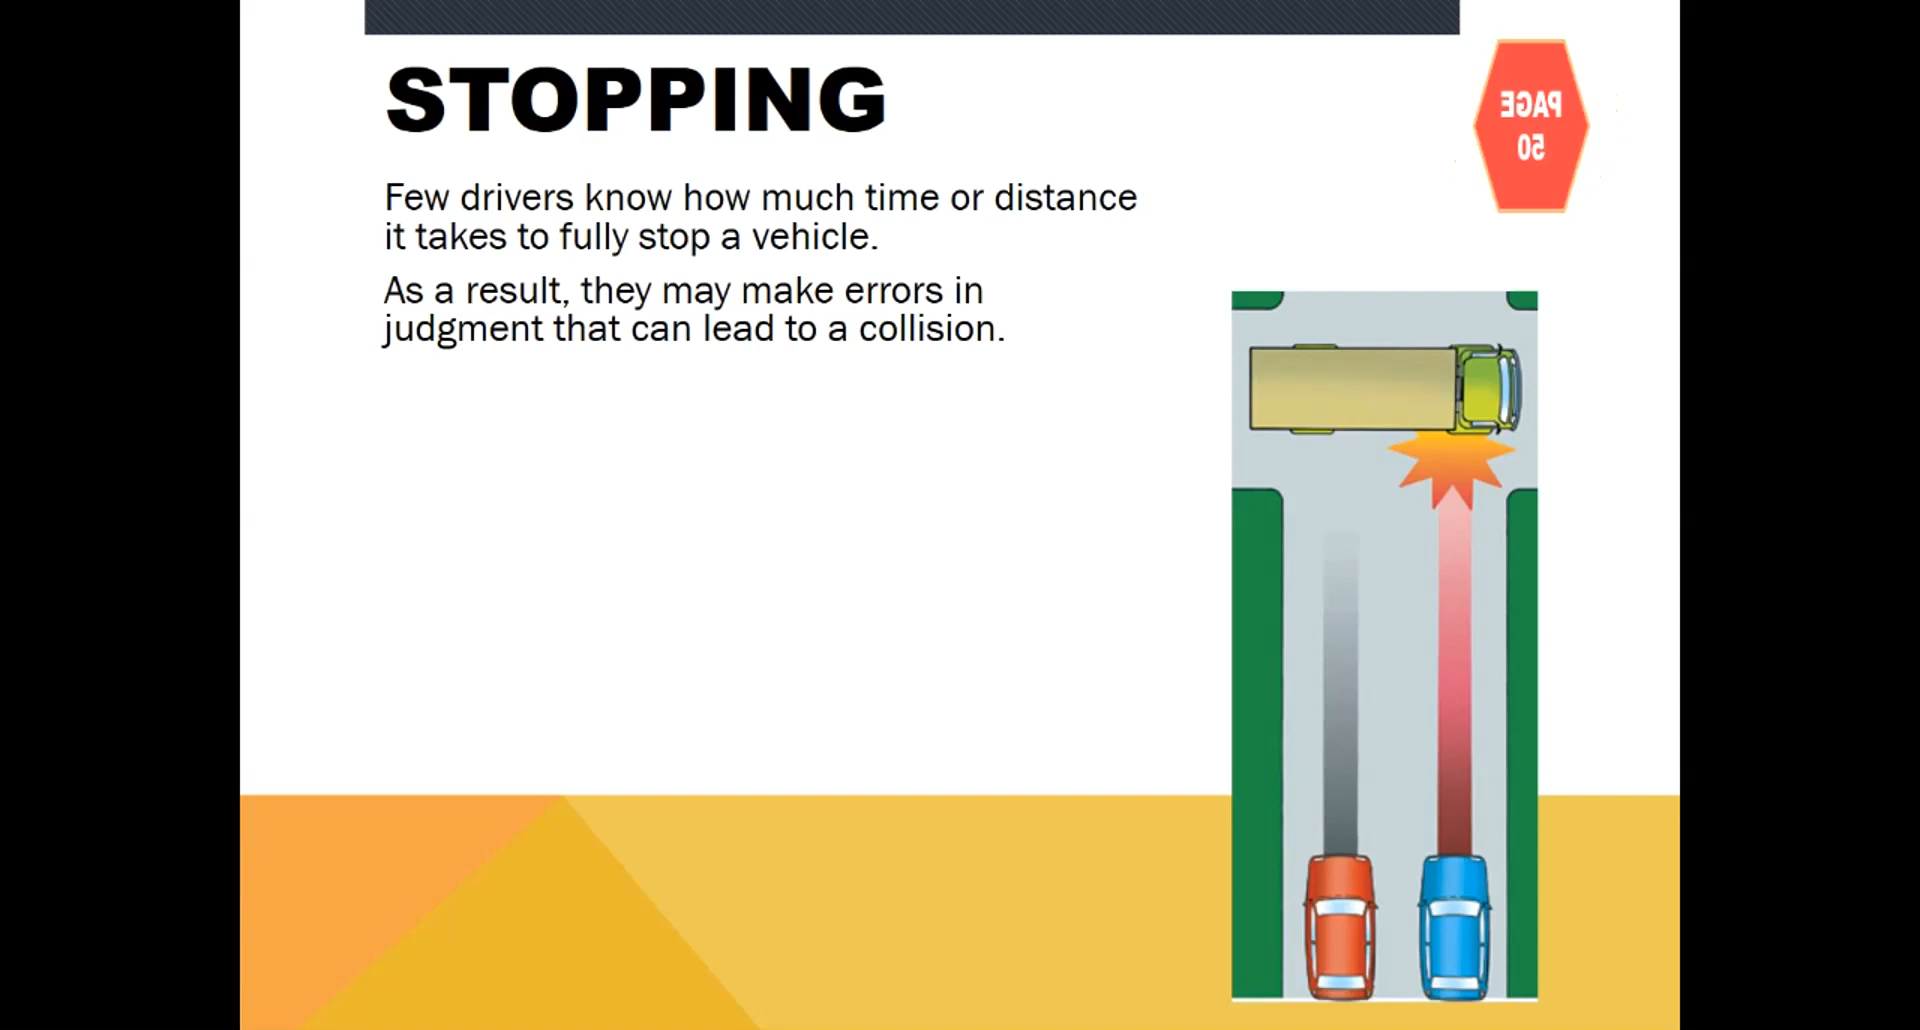 STOPPING
PAGE
50
Few drivers know how much time or distance
it takes to fully stop a vehicle.
As a result, they may make errors in
judgment that can lead to a collision.